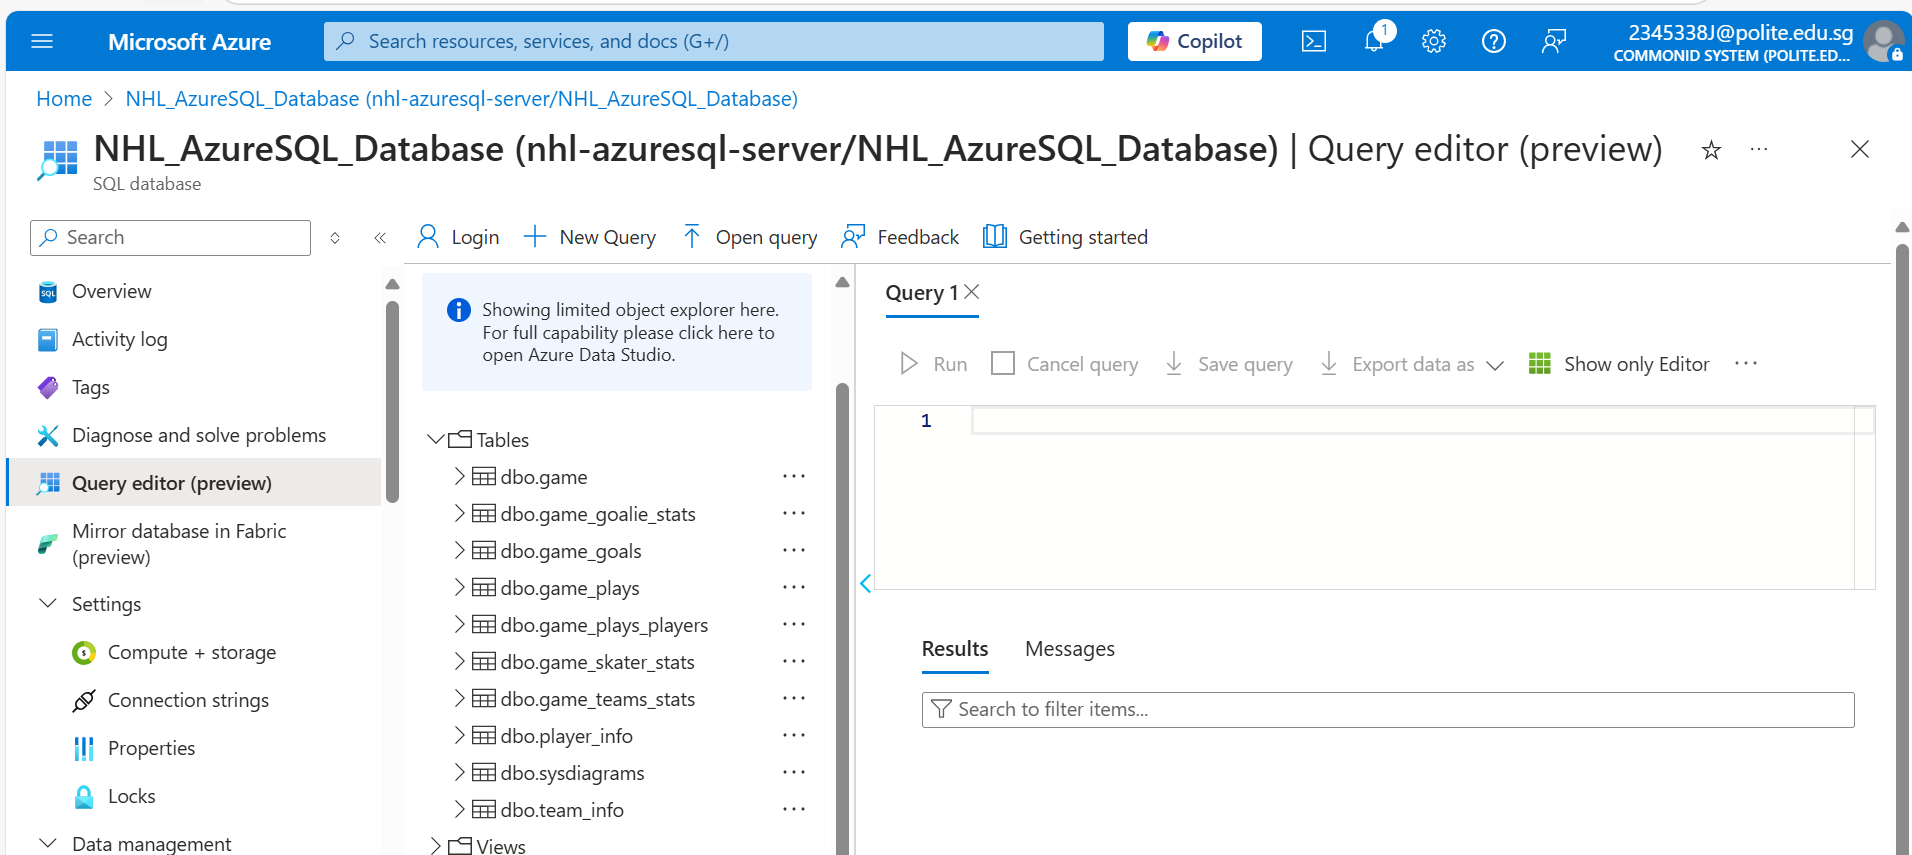 Microsoft Azure
Search resources, services, and docs (G+/)
Copilot
1
2345338J@polite.edu.sg
COMMONID SYSTEM (POLITE.ED...
Home > NHL_AzureSQL_Database (nhl-azuresql-server/NHL_AzureSQL_Database)
NHL_AzureSQL_Database (nhl-azuresql-server/NHL_AzureSQL_Database) | Query editor (preview)
SQL database
Search
Overview
Activity log
Tags
Diagnose and solve problems
Query editor (preview)
Mirror database in Fabric
(preview)
Settings
Compute + storage
Connection strings
Properties
Locks
Data management
Login
New Query
Open query
Feedback
Getting started
Showing limited object explorer here.
For full capability please click here to
open Azure Data Studio.
Tables
dbo.game
dbo.game_goalie_stats
dbo.game_goals
dbo.game_plays
dbo.game_plays_players
dbo.game_skater_stats
dbo.game_teams_stats
dbo.player_info
dbo.sysdiagrams
dbo.team_info
Views
Query 1
Run
Cancel query
Save query
Export data as
Show only Editor
1
Results
Messages
Search to filter items...